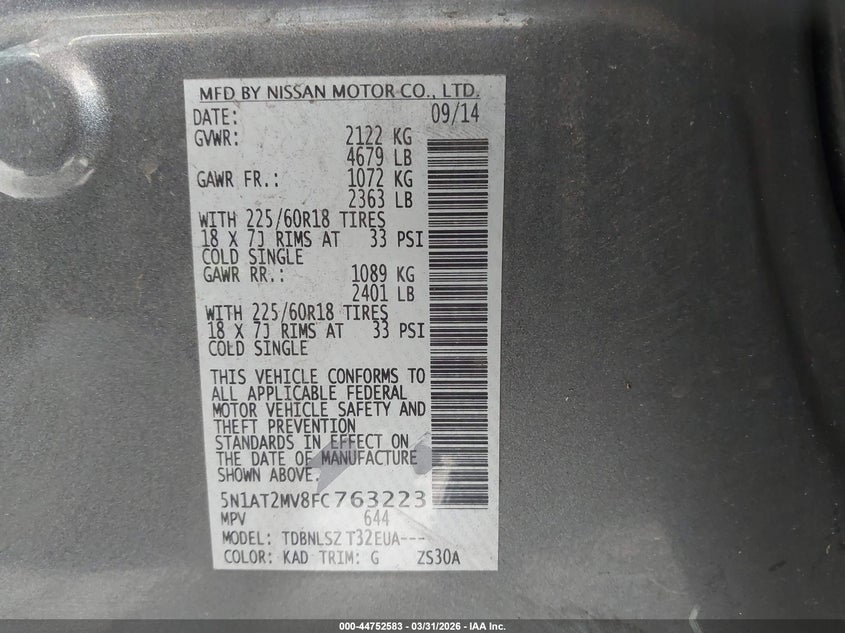 MFD BY NISSAN MOTOR CO., LTD.
DATE: 09/14
GVWR: 2122 KG
4679 LB
GAWR FR.: 1072 KG
2363 LB
WITH 225/60R18 TIRES
18 X 7J RIMS AT 33 PSI
COLD SINGLE
GAWR RR.: 1089 KG
2401 LB
WITH 225/60R18 TIRES
18 X 7J RIMS AT 33 PSI
COLD SINGLE
THIS VEHICLE CONFORMS TO
ALL APPLICABLE FEDERAL
MOTOR VEHICLE SAFETY AND
THEFT PREVENTION
STANDARDS IN EFFECT ON
THE DATE OF MANUFACTURE
SHOWN ABOVE.
5N1AT2MV8FC763223
MPV 644
MODEL: TDBNLSZ T32EUA---
COLOR: KAD TRIM: G ZS30A
000-44752583 - 03/31/2026 - IAA Inc.